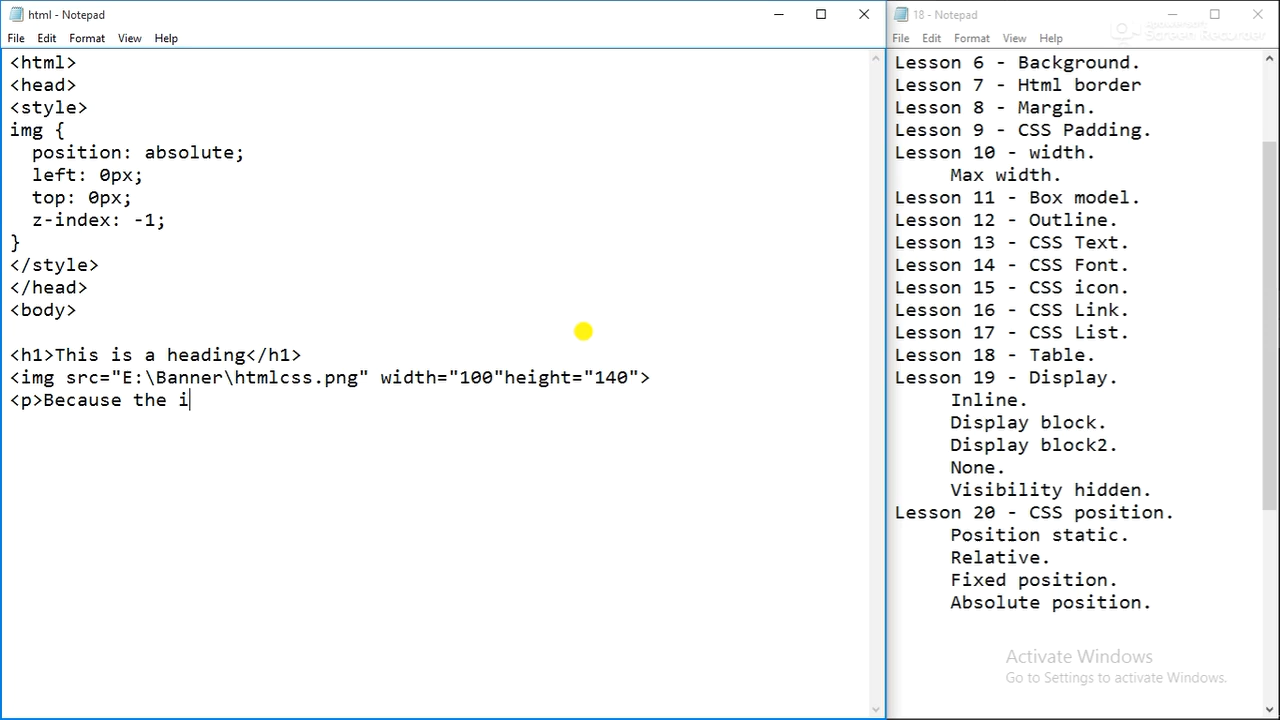 html - Notepad
File Edit Format View Help
<html>
<head>
<style>
img {
  position: absolute;
  left: 0px;
  top: 0px;
  z-index: -1;
}
</style>
</head>
<body>

<h1>This is a heading</h1>
<img src="E:\Banner\htmlcss.png" width="100"height="140">
<p>Because the i
18 - Notepad
Screen Recorder
File Edit Format View Help
Lesson 6 - Background.
Lesson 7 - Html border
Lesson 8 - Margin.
Lesson 9 - CSS Padding.
Lesson 10 - width.
     Max width.
Lesson 11 - Box model.
Lesson 12 - Outline.
Lesson 13 - CSS Text.
Lesson 14 - CSS Font.
Lesson 15 - CSS icon.
Lesson 16 - CSS Link.
Lesson 17 - CSS List.
Lesson 18 - Table.
Lesson 19 - Display.
     Inline.
     Display block.
     Display block2.
     None.
     Visibility hidden.
Lesson 20 - CSS position.
     Position static.
     Relative.
     Fixed position.
     Absolute position.
Activate Windows
Go to Settings to activate Windows.